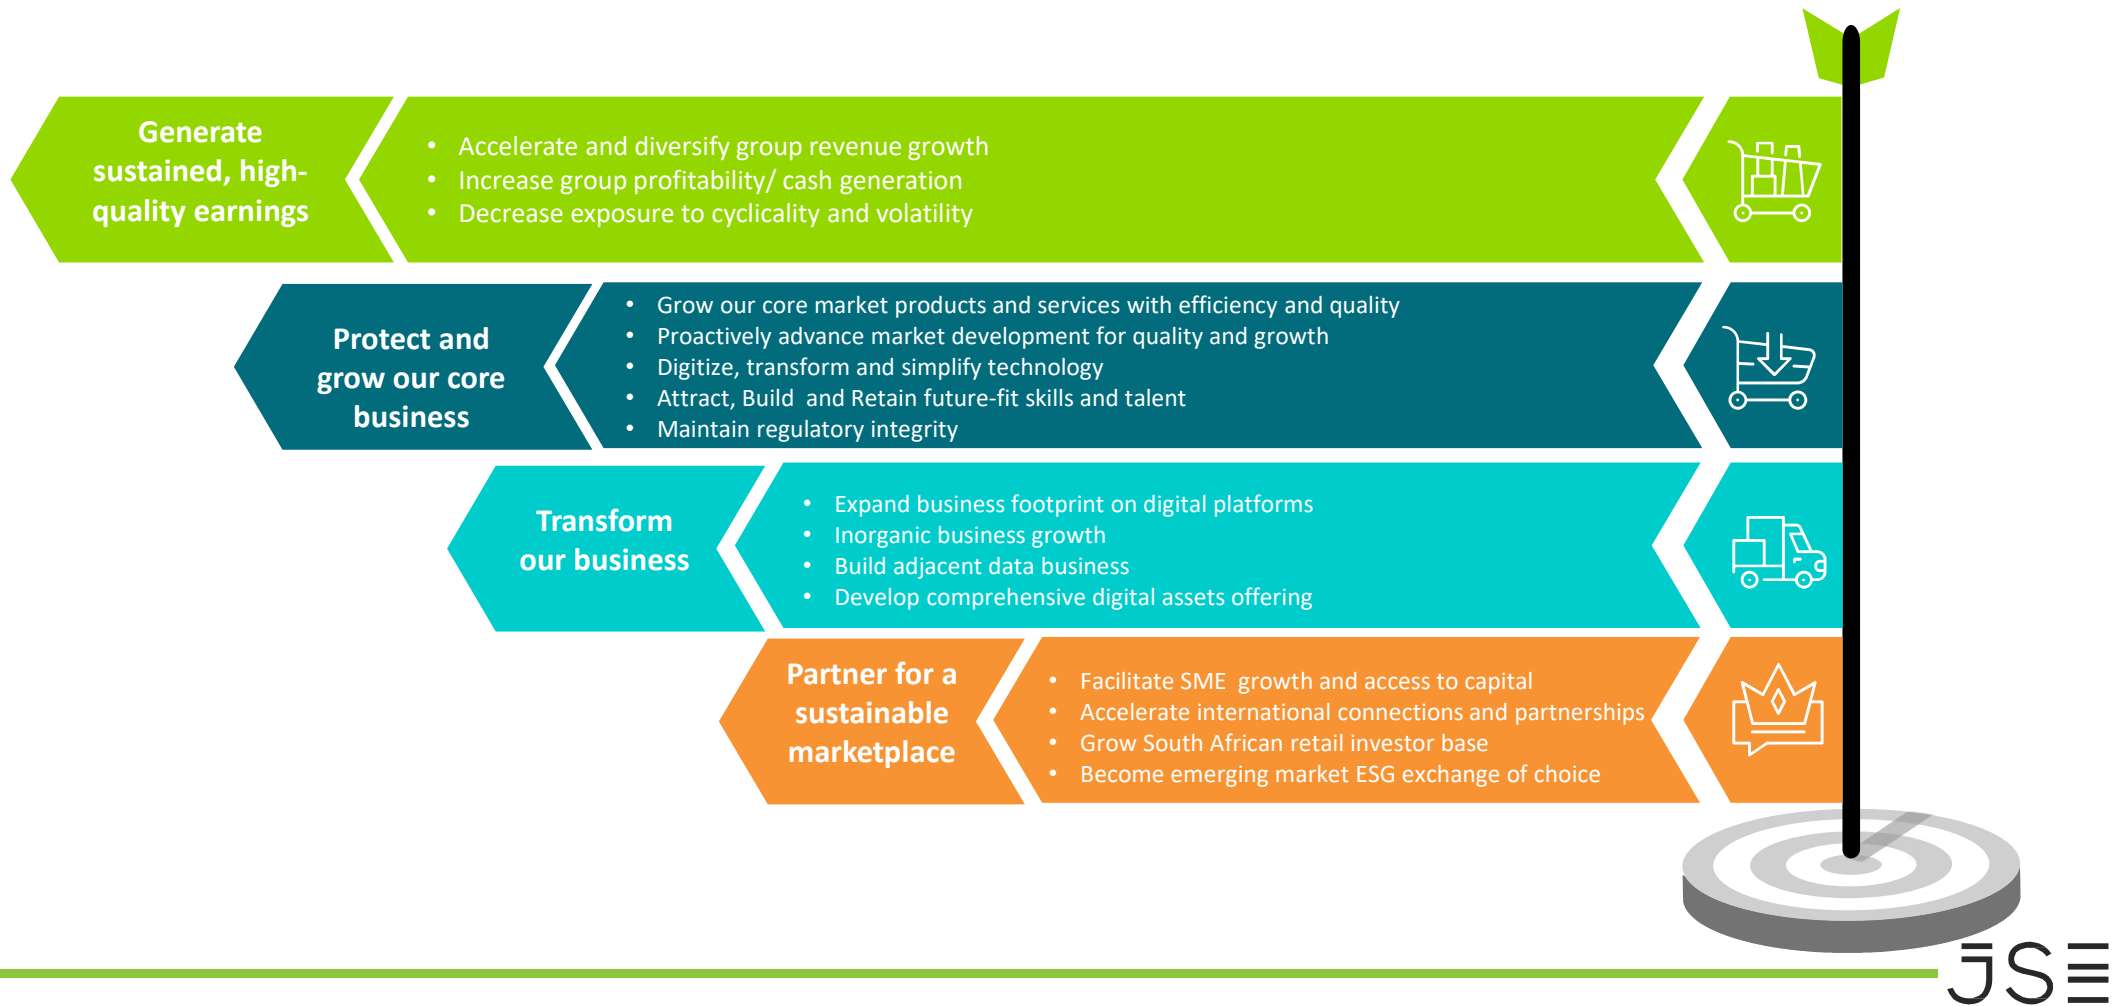 Generate
sustained, high-
quality earnings
• Accelerate and diversify group revenue growth
• Increase group profitability/ cash generation
• Decrease exposure to cyclicality and volatility
Protect and
grow our core
business
• Grow our core market products and services with efficiency and quality
• Proactively advance market development for quality and growth
• Digitize, transform and simplify technology
• Attract, Build  and Retain future-fit skills and talent
• Maintain regulatory integrity
Transform
our business
• Expand business footprint on digital platforms
• Inorganic business growth
• Build adjacent data business
• Develop comprehensive digital assets offering
Partner for a
sustainable
marketplace
• Facilitate SME  growth and access to capital
• Accelerate international connections and partnerships
• Grow South African retail investor base
• Become emerging market ESG exchange of choice
JSE